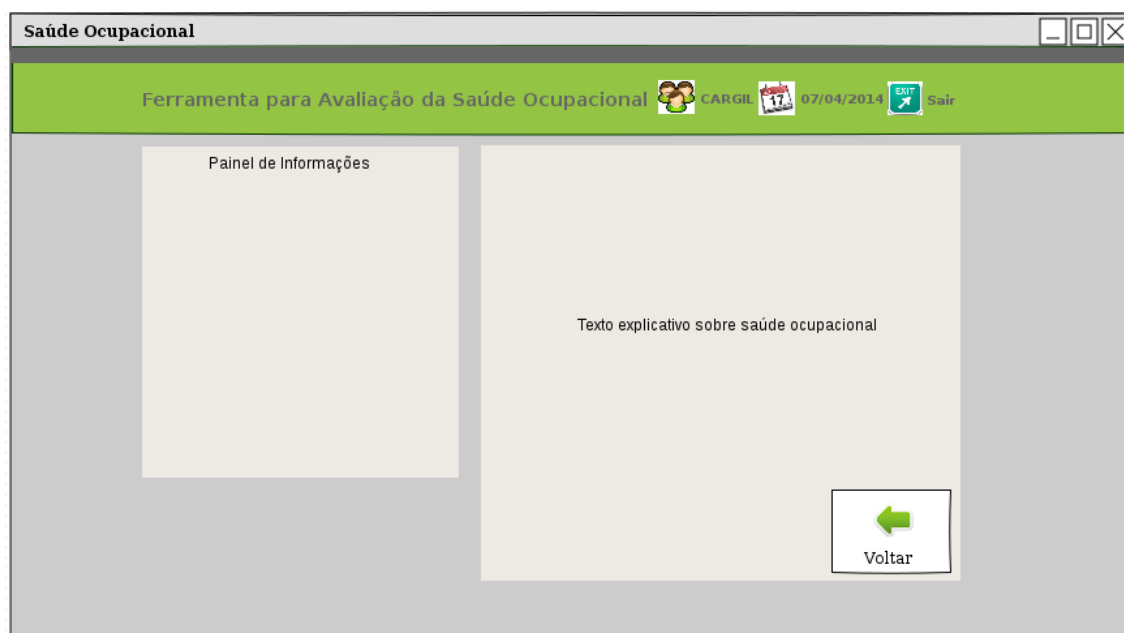 Saúde Ocupacional
Ferramenta para Avaliação da Saúde Ocupacional CARGIL 17 07/04/2014 EXIT Sair
Painel de Informações
Texto explicativo sobre saúde ocupacional
Voltar